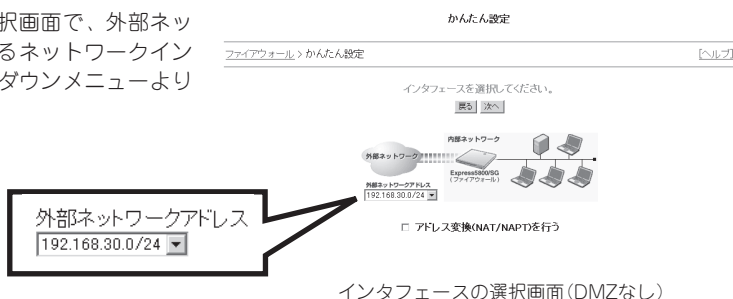 択画面で、外部ネッ
るネットワークイン
ダウンメニューより
かんたん設定
ファイアウォール > かんたん設定
[ヘルプ]
インタフェースを選択してください。
戻る 次へ
内部ネットワーク
外部ネットワーク
Express5800/SG
(ファイアウォール)
外部ネットワークアドレス
192.168.30.0/24
アドレス変換(NAT/NAPT)を行う
外部ネットワークアドレス
192.168.30.0/24
インタフェースの選択画面(DMZなし)